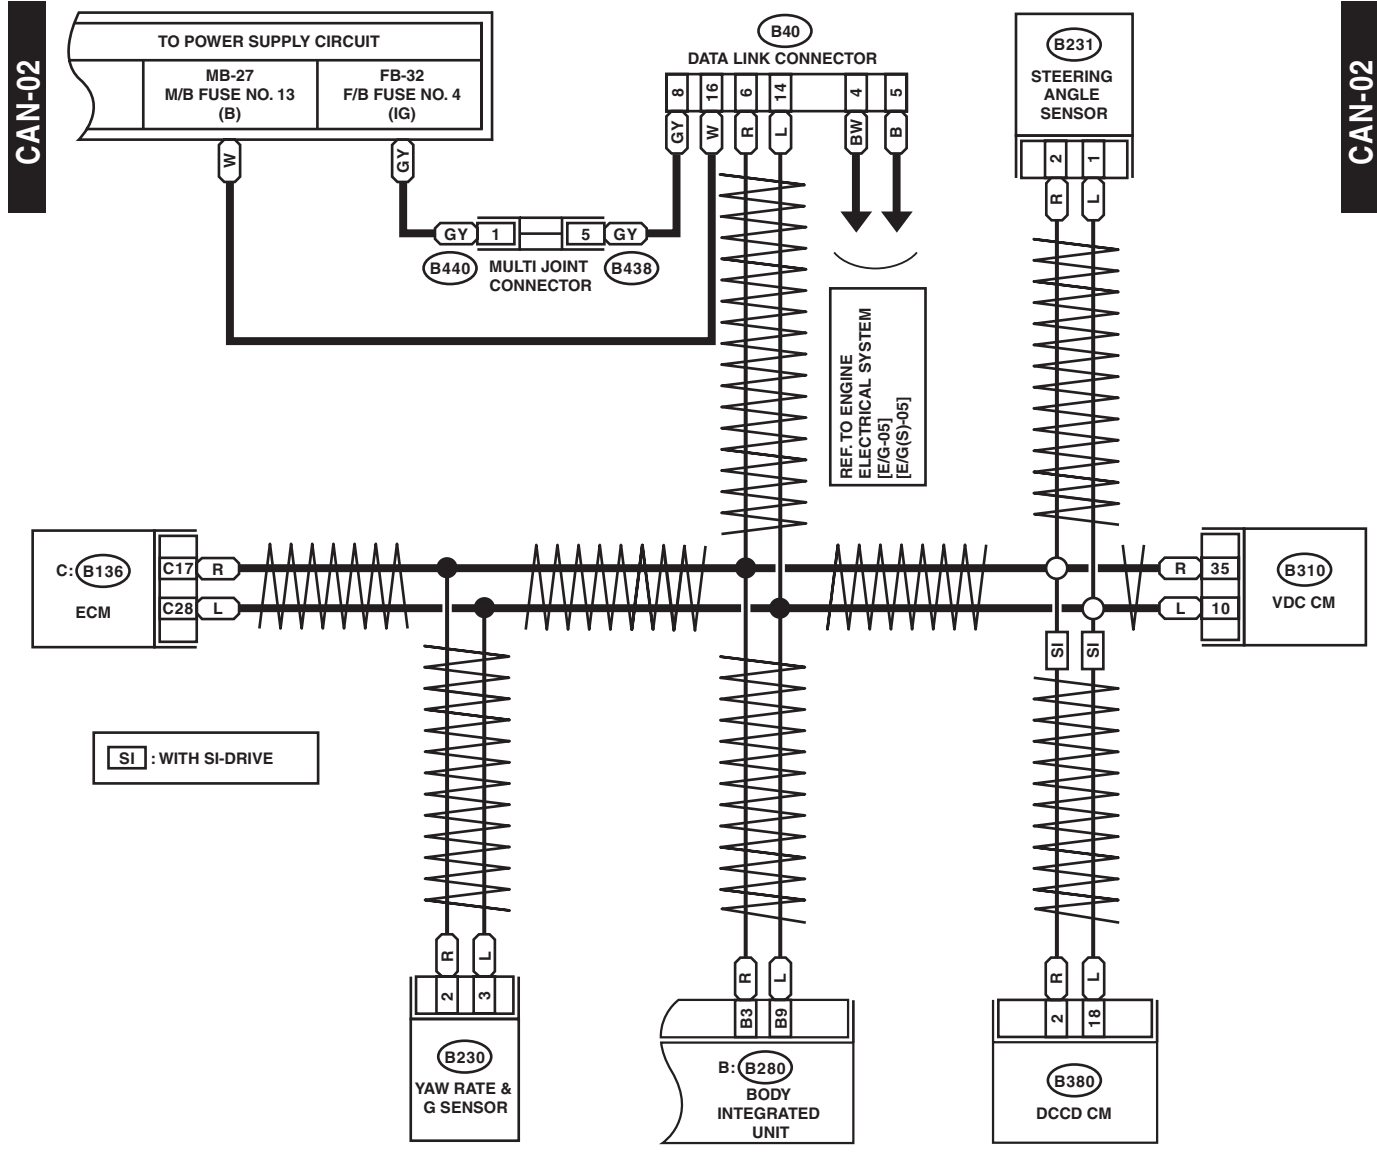 CAN-02
CAN-02
TO POWER SUPPLY CIRCUIT
MB-27
M/B FUSE NO. 13
(B)
FB-32
F/B FUSE NO. 4
(IG)
W
GY
GY
1
5
GY
B440
MULTI JOINT
CONNECTOR
B438
B40
DATA LINK CONNECTOR
8
16
6
14
4
5
GY
W
R
L
BW
B
REF. TO ENGINE
ELECTRICAL SYSTEM
[E/G-05]
[E/G(S)-05]
B231
STEERING
ANGLE
SENSOR
2
1
R
L
C: B136
ECM
C17
R
C28
L
R
35
L
10
B310
VDC CM
SI
SI
SI : WITH SI-DRIVE
R
L
2
3
B230
YAW RATE &
G SENSOR
R
L
B3
B9
B: B280
BODY
INTEGRATED
UNIT
R
L
2
18
B380
DCCD CM